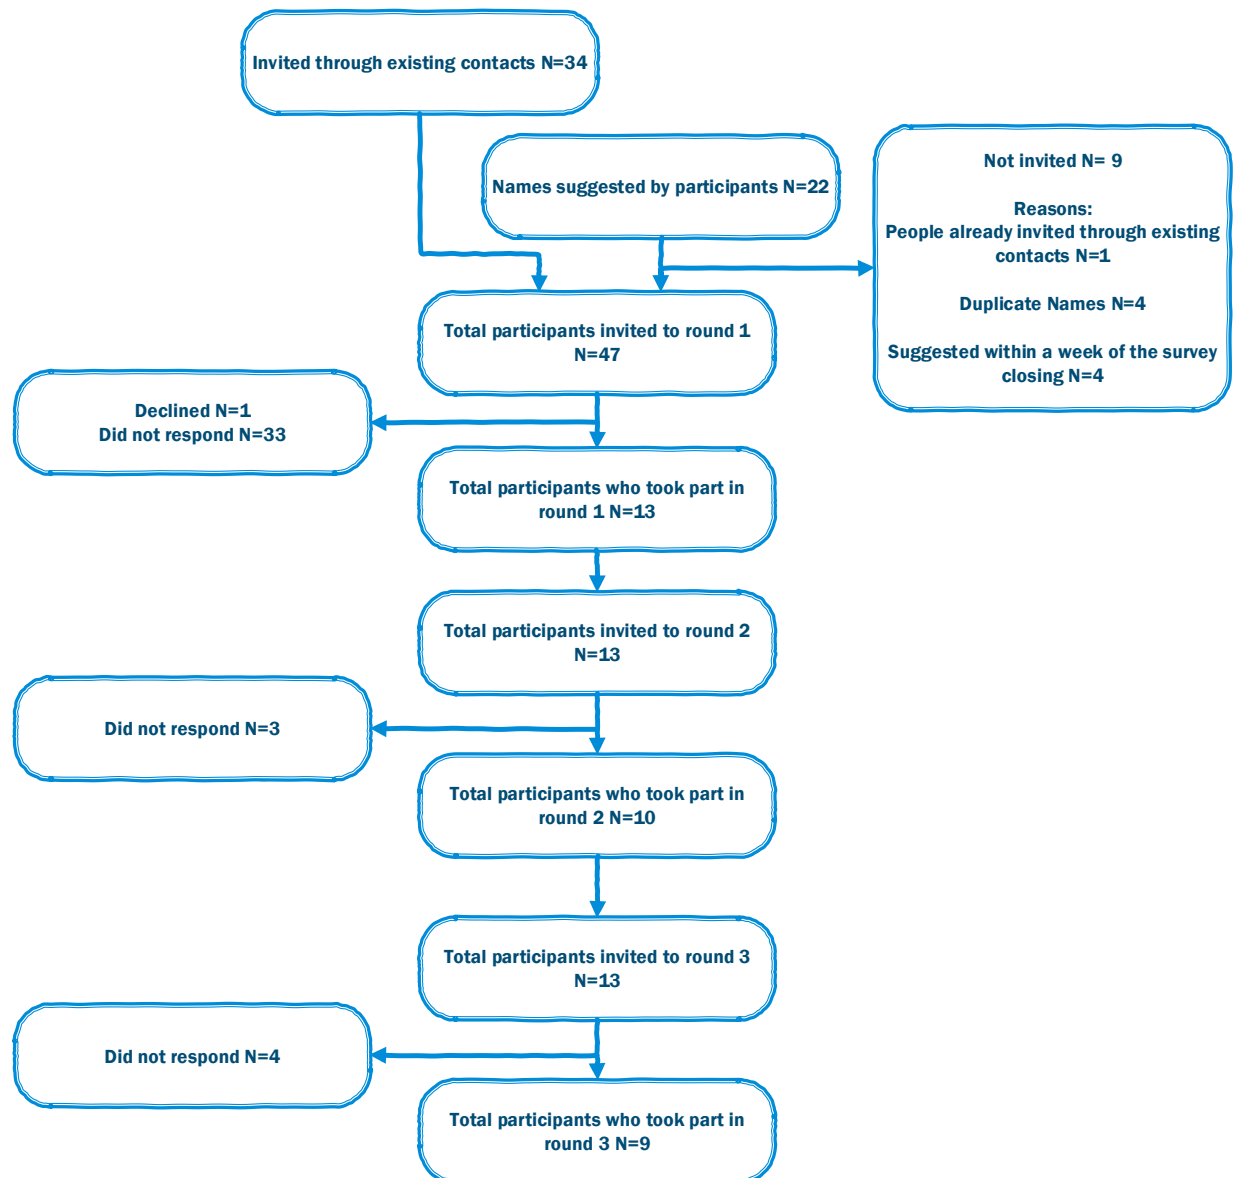 Invited through existing contacts N=34
Names suggested by participants N=22
Not invited N= 9
Reasons:
People already invited through existing
contacts N=1
Duplicate Names N=4
Suggested within a week of the survey
closing N=4
Total participants invited to round 1
N=47
Declined N=1
Did not respond N=33
Total participants who took part in
round 1 N=13
Total participants invited to round 2
N=13
Did not respond N=3
Total participants who took part in
round 2 N=10
Total participants invited to round 3
N=13
Did not respond N=4
Total participants who took part in
round 3 N=9